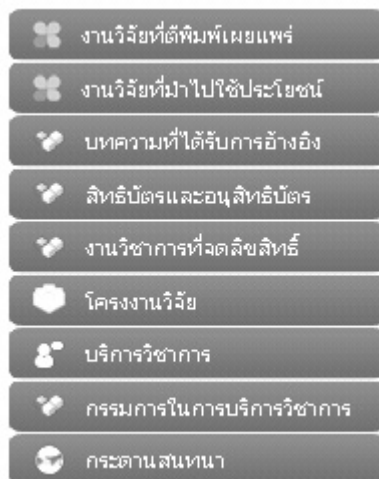 งานวิจัยที่ตีพิมพ์เผยแพร่
งานวิจัยที่นำไปใช้ประโยชน์
บทความที่ได้รับการอ้างอิง
สิทธิบัตรและอนุสิทธิบัตร
งานวิชาการที่จดลิขสิทธิ์
โครงงานวิจัย
บริการวิชาการ
กรรมการในการบริการวิชาการ
กระดานสนทนา